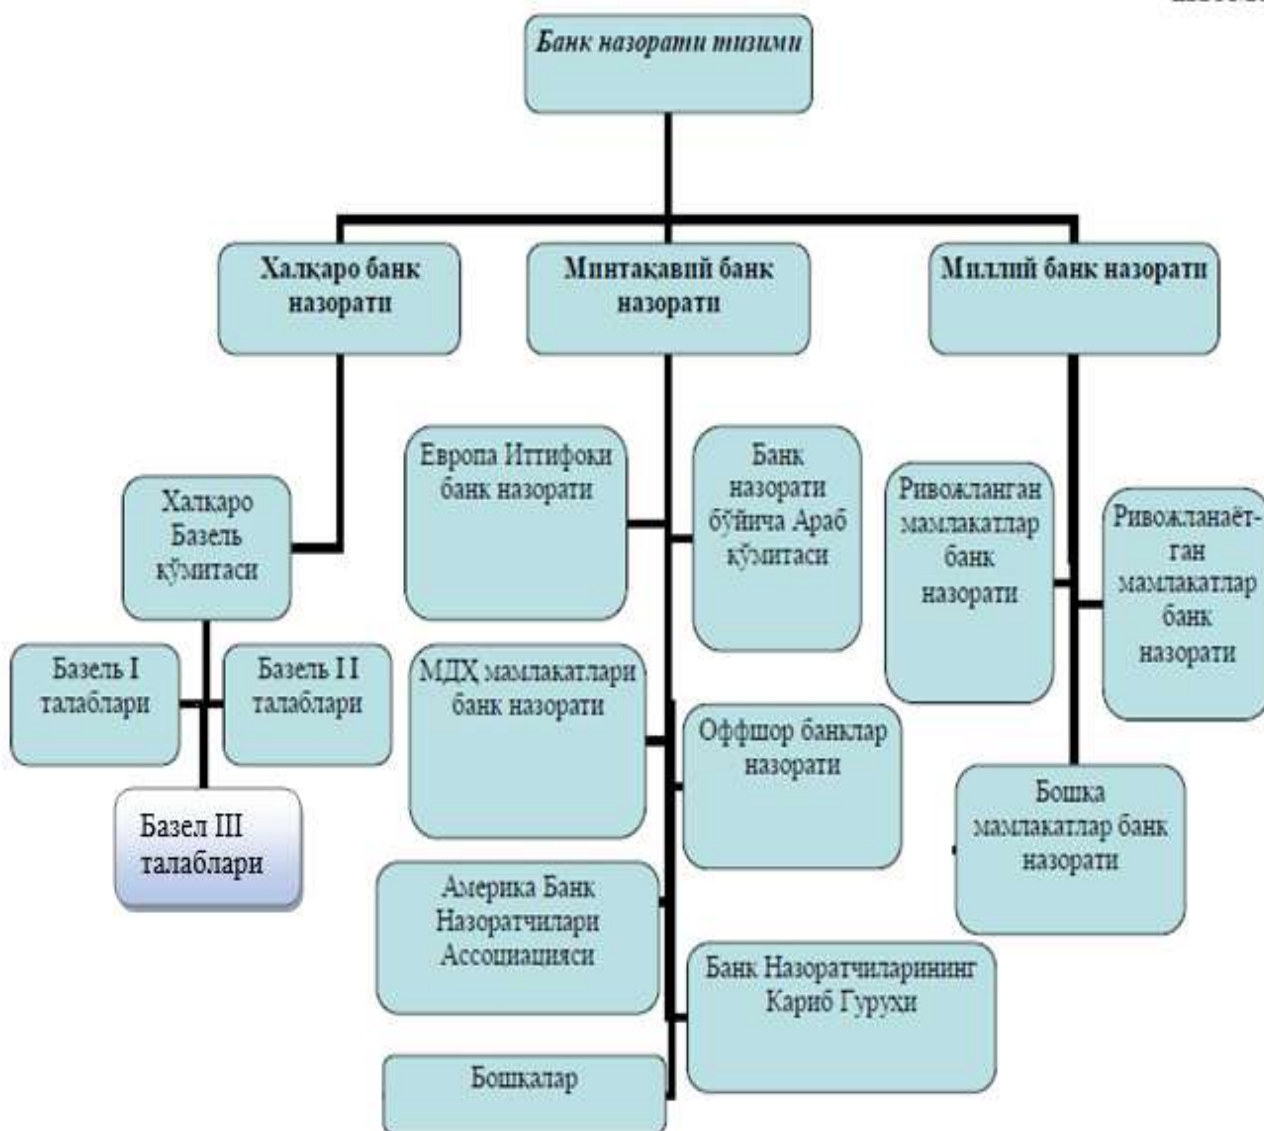 Банк назорати тизими
Халқаро банк
назорати
Минтақавий банк
назорати
Миллий банк назорати
Европа Иттифоки
банк назорати
Банк
назорати
бўйича Араб
қўмитаси
Ривожланган
мамлакатлар
банк
назорати
Ривожланаёт-
ган
мамлакатлар
банк
назорати
Халқаро
Базель
қўмитаси
Базель I
талаблари
Базель I I
талаблари
Базел III
талаблари
МДҲ мамлакатлари
банк назорати
Оффшор банклар
назорати
Бошка
мамлакатлар банк
назорати
Америка Банк
Назоратчилари
Ассоциацияси
Банк Назоратчиларининг
Кариб Гуруҳи
Бошкалар